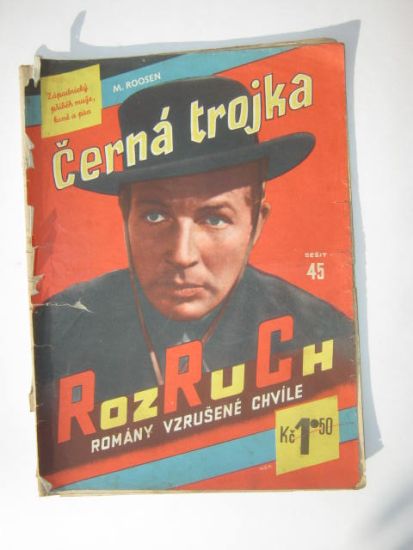 Západnický
příběh muže,
koně a psa
M. ROOSEN
Černá trojka
SEŠIT
45
RozRuCh
ROMÁNY VZRUŠENÉ CHVÍLE
Kč 1·50